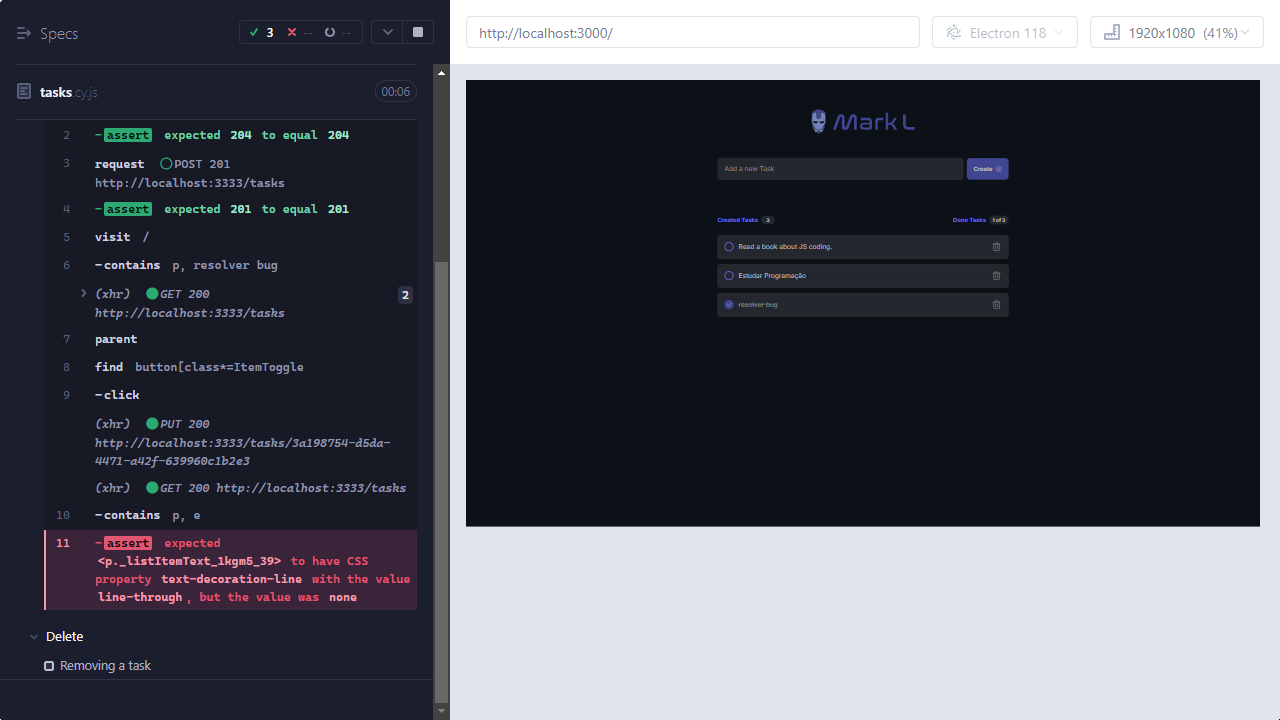 Specs
3
--
--
tasks.cy.js
00:06
2 -assert expected 204 to equal 204
3 request POST 201
http://localhost:3333/tasks
4 -assert expected 201 to equal 201
5 visit /
6 -contains p, resolver bug
(xhr) GET 200 2
http://localhost:3333/tasks
7 parent
8 find button[class*=ItemToggle
9 -click
(xhr) PUT 200
http://localhost:3333/tasks/3a198754-d5da-
4471-a42f-639960c1b2e3
(xhr) GET 200 http://localhost:3333/tasks
10 -contains p, e
11 -assert expected
<p._listItemText_1kgm5_39> to have CSS
property text-decoration-line with the value
line-through, but the value was none
Delete
Removing a task
http://localhost:3000/
Electron 118
1920x1080 (41%)
Mark L
Add a new Task
Create
Created Tasks 3
Done Tasks 1 of 3
Read a book about JS coding.
Estudar Programação
resolver bug